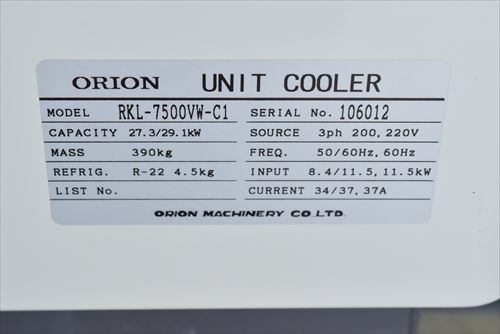 ORION UNIT COOLER
MODEL RKL-7500VW-C1 SERIAL No. 106012
CAPACITY 27.3/29.1kW SOURCE 3ph 200, 220V
MASS 390kg FREQ. 50/60Hz, 60Hz
REFRIG. R-22 4.5kg INPUT 8.4/11.5, 11.5kW
LIST No. CURRENT 34/37, 37A
ORION MACHINERY CO., LTD.